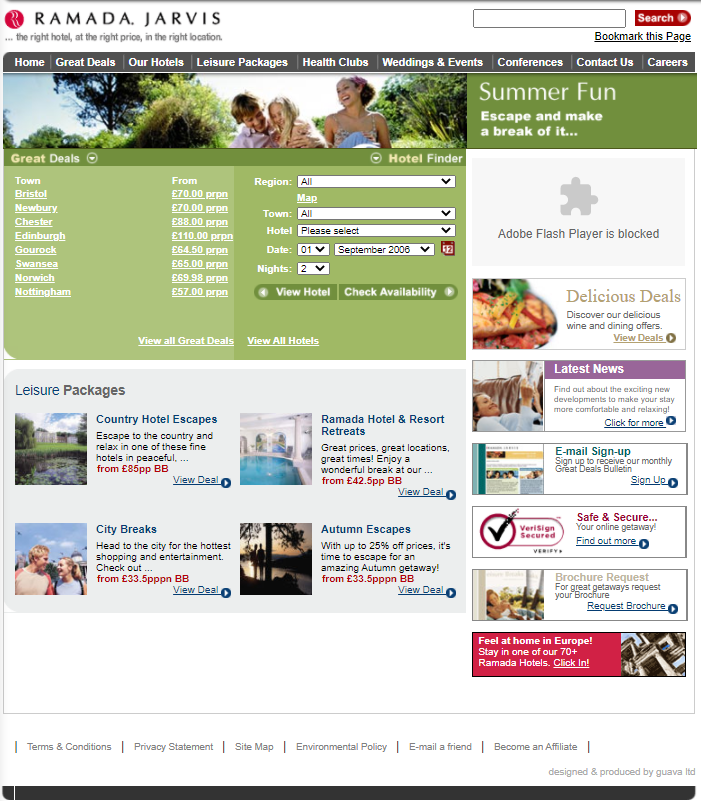 RAMADA. JARVIS
... the right hotel, at the right price, in the right location.
Search
Bookmark this Page
Home Great Deals Our Hotels Leisure Packages Health Clubs Weddings & Events Conferences Contact Us Careers
Summer Fun
Escape and make
a break of it...
Great Deals
Hotel Finder
Town From
Bristol £70.00 prpn
Newbury £70.00 prpn
Chester £88.00 prpn
Edinburgh £110.00 prpn
Gourock £64.50 prpn
Swansea £65.00 prpn
Norwich £69.98 prpn
Nottingham £57.00 prpn
View all Great Deals
Region: All
Map
Town: All
Hotel Please select
Date: 01 September 2006
12
Nights: 2
View Hotel Check Availability
View All Hotels
Adobe Flash Player is blocked
Delicious Deals
Discover our delicious
wine and dining offers.
View Deals
Latest News
Find out about the exciting new
developments to make your stay
more comfortable and relaxing!
Click for more
E-mail Sign-up
Sign up to receive our monthly
Great Deals Bulletin
Sign Up
VeriSign
Secured
VERIFY
Safe & Secure...
Your online getaway!
Find out more
Brochure Request
For great getaways request
your Brochure
Request Brochure
Feel at home in Europe!
Stay in one of our 70+
Ramada Hotels. Click In!
Leisure Packages
Country Hotel Escapes
Escape to the country and
relax in one of these fine
hotels in peaceful, ...
from £85pp BB
View Deal
Ramada Hotel & Resort
Retreats
Great prices, great locations,
great times! Enjoy a
wonderful break at our ...
from £42.5pp BB
View Deal
City Breaks
Head to the city for the hottest
shopping and entertainment.
Check out ...
from £33.5pppn BB
View Deal
Autumn Escapes
With up to 25% off prices, it's
time to escape for an
amazing Autumn getaway!
from £33.5pppn BB
View Deal
Terms & Conditions | Privacy Statement | Site Map | Environmental Policy | E-mail a friend | Become an Affiliate |
designed & produced by guava ltd